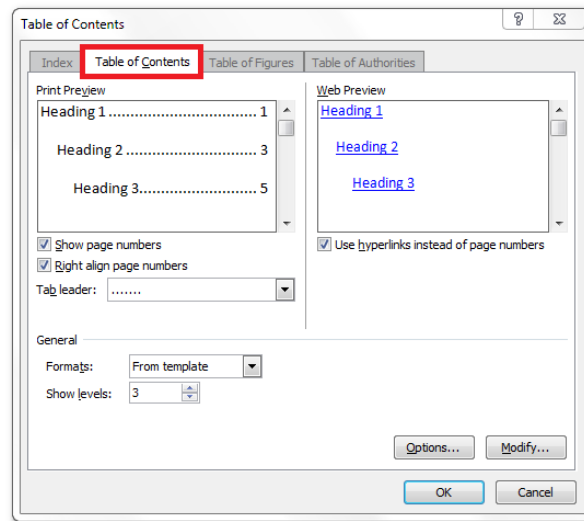 Table of Contents
Index Table of Contents Table of Figures Table of Authorities
Print Preview
Heading 1................................ 1
Heading 2............................ 3
Heading 3......................... 5
Show page numbers
Right align page numbers
Tab leader: .......
Web Preview
Heading 1
Heading 2
Heading 3
Use hyperlinks instead of page numbers
General
Formats: From template
Show levels: 3
Options... Modify...
OK Cancel